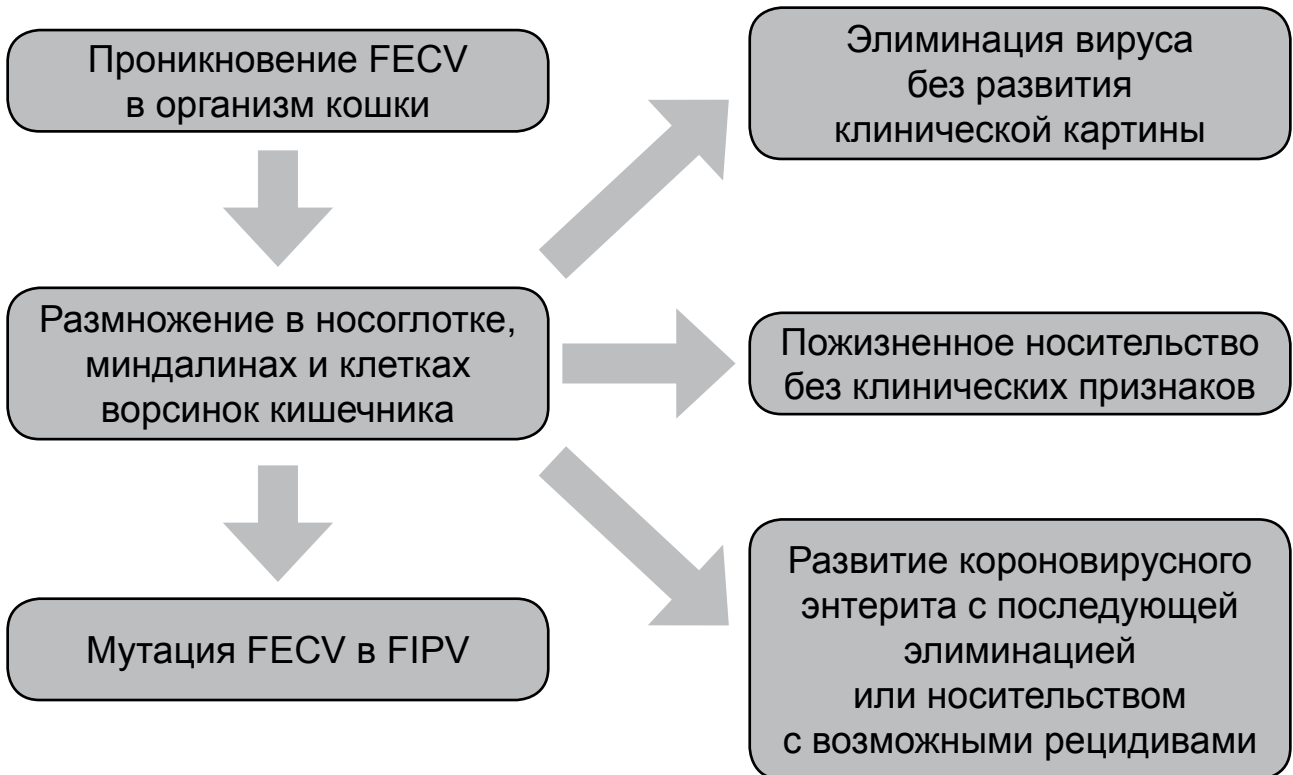 Проникновение FECV
в организм кошки
Размножение в носоглотке,
миндалинах и клетках
ворсинок кишечника
Мутация FECV в FIPV
Элиминация вируса
без развития
клинической картины
Пожизненное носительство
без клинических признаков
Развитие короновирусного
энтерита с последующей
элиминацией
или носительством
с возможными рецидивами